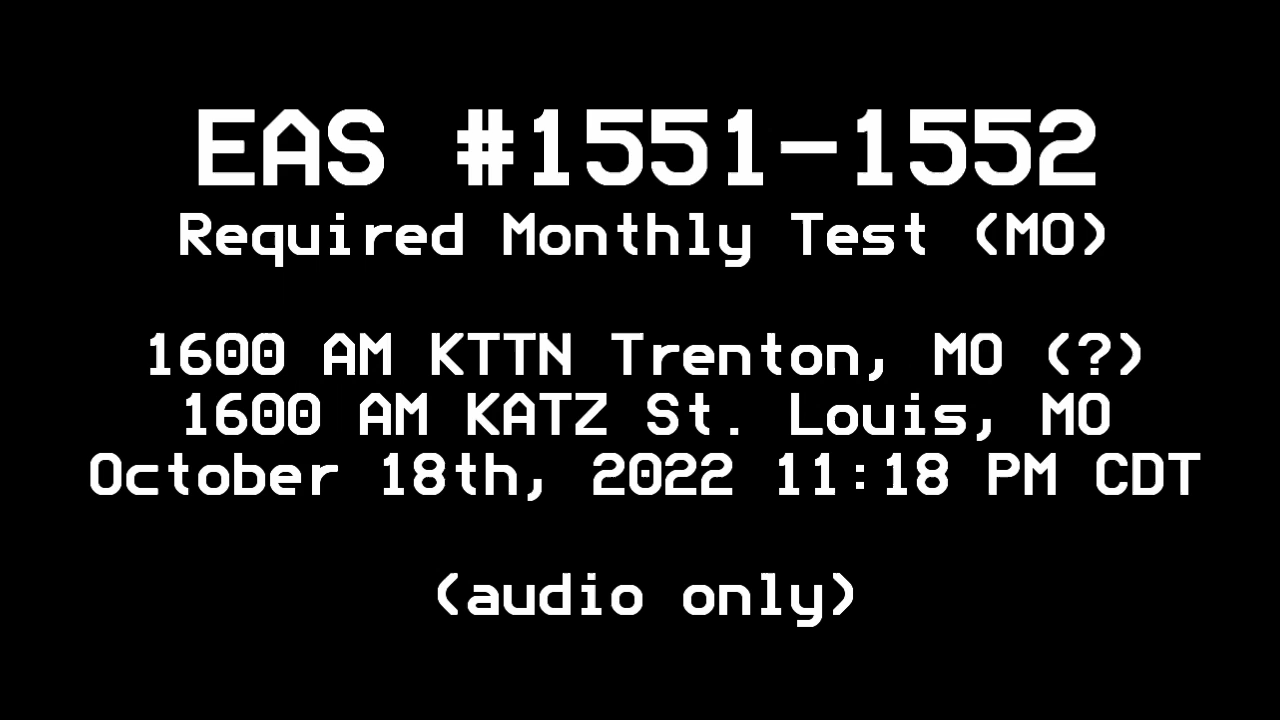 EAS #1551-1552
Required Monthly Test (MO)
1600 AM KTTN Trenton, MO (?)
1600 AM KATZ St. Louis, MO
October 18th, 2022 11:18 PM CDT
(audio only)